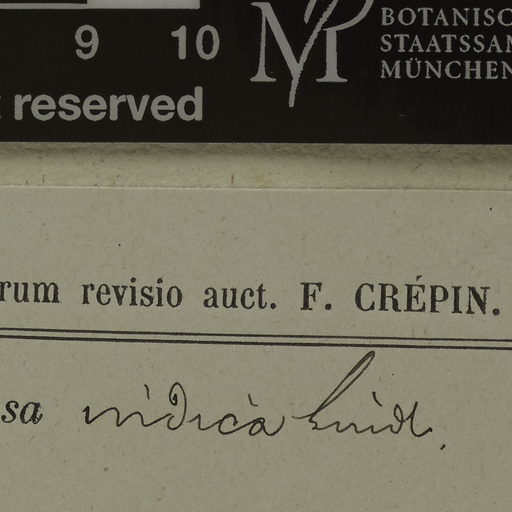 9 10
BOTANISC
STAATSSAM
MÜNCHEN
t reserved
rum revisio auct. F. CRÉPIN.
sa indica Lindl.